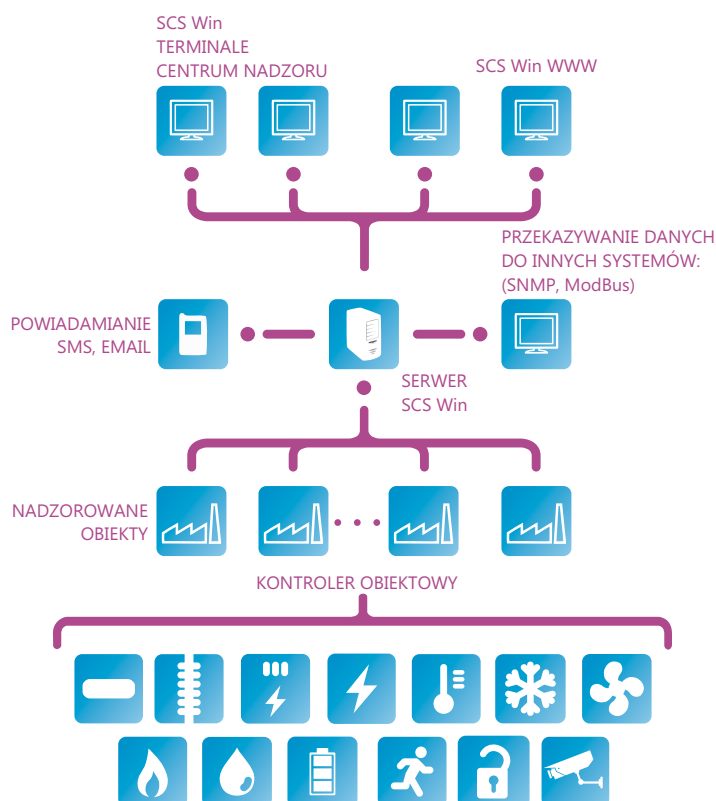 SCS Win
TERMINALE
CENTRUM NADZORU
SCS Win WWW
PRZEKAZYWANIE DANYCH
DO INNYCH SYSTEMÓW:
(SNMP, ModBus)
POWIADAMIANIE
SMS, EMAIL
SERWER
SCS Win
NADZOROWANE
OBIEKTY
KONTROLER OBIEKTOWY